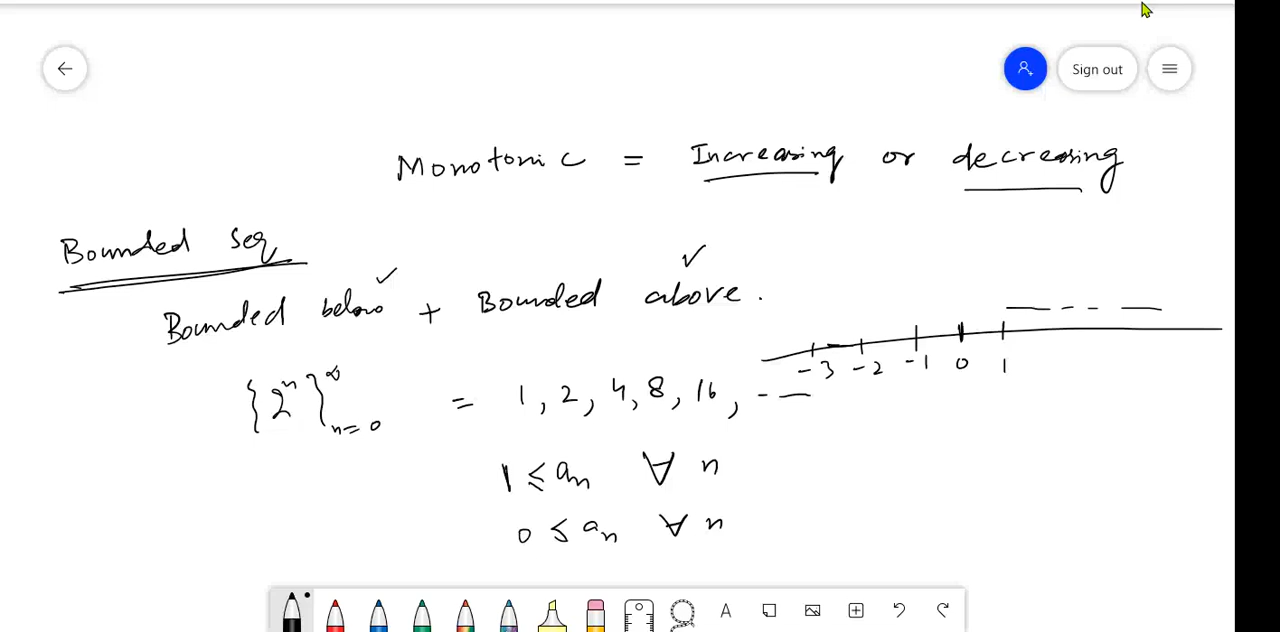 Sign out
Monotonic = Increasing or decreasing
Bounded seq
Bounded below + Bounded above.
-3 -2 -1 0 1
{2^n}_{n=0}^∞ = 1, 2, 4, 8, 16, - —
1 ≤ a_n ∀ n
0 ≤ a_n ∀ n
A